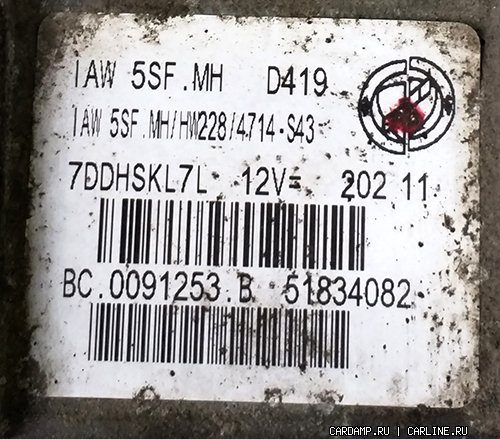 IAW 5SF.MH D419
IAW 5SF.MH/HW228/4714-S43
7DDHSKL7L 12V= 202 11
BC.0091253.B 51834082
CARDAMP.RU | CARLINE.RU